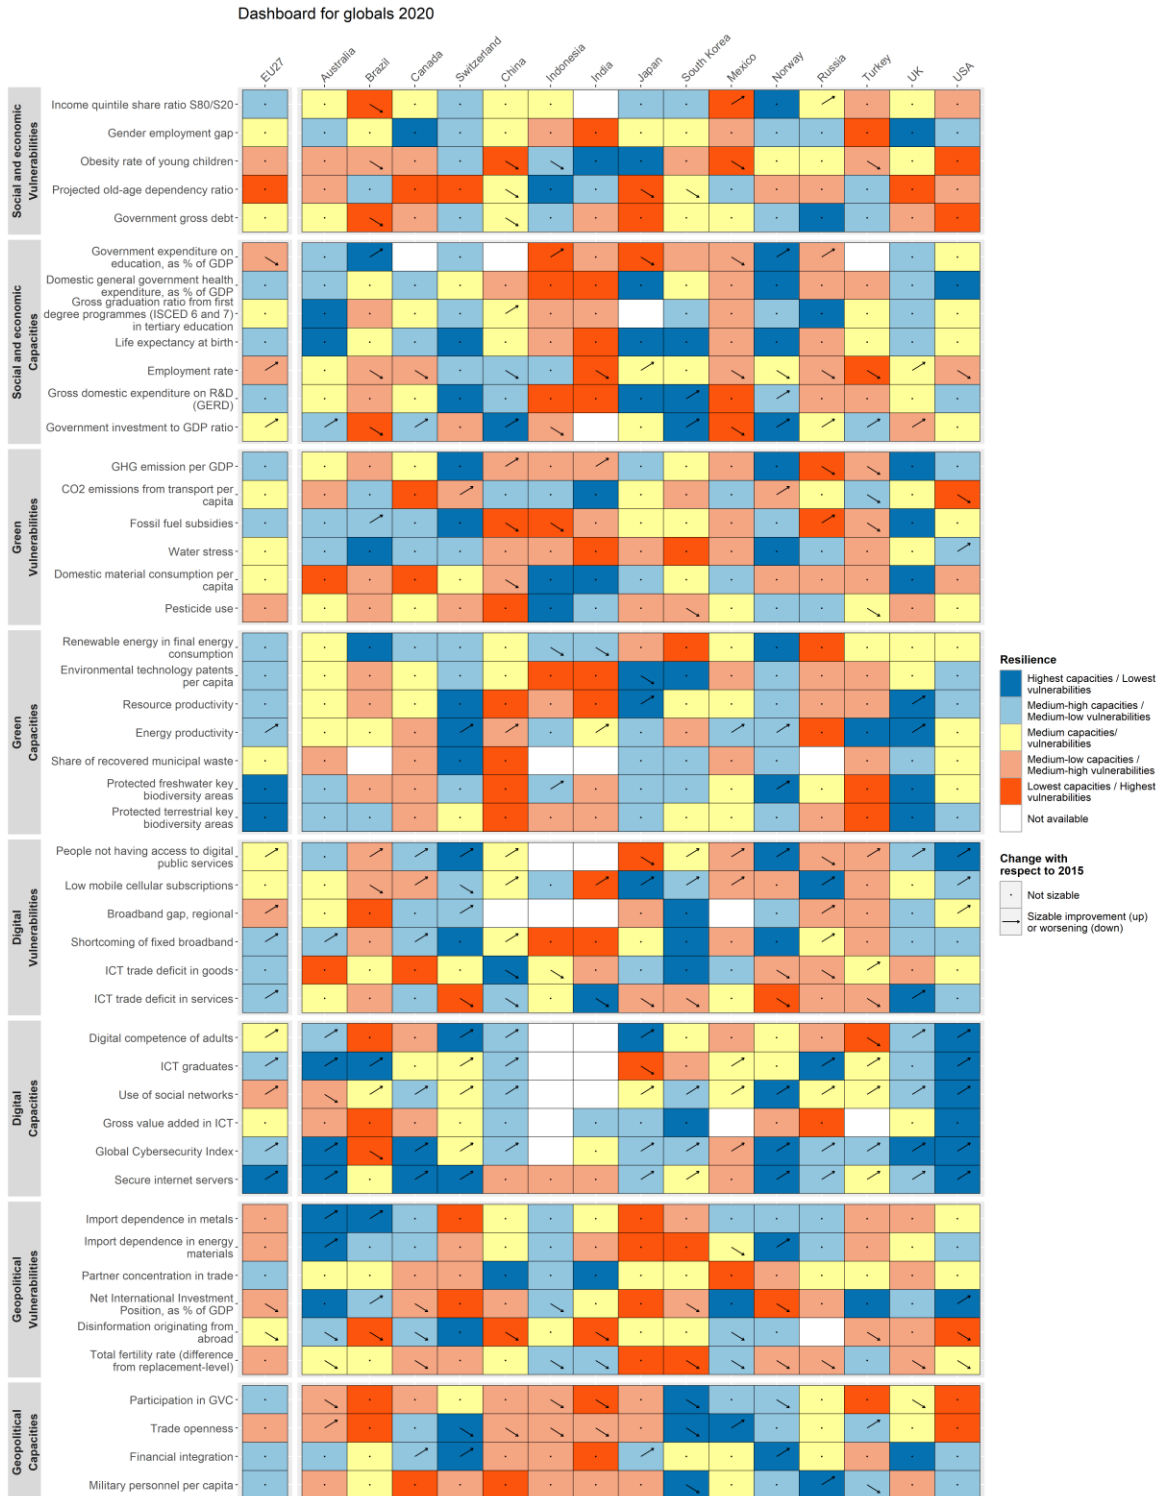 Dashboard for globals 2020
EU27
Australia
Brazil
Canada
Switzerland
China
Indonesia
India
Japan
South Korea
Mexico
Norway
Russia
Turkey
UK
USA
Social and economic
Vulnerabilities
Income quintile share ratio S80/S20
Gender employment gap
Obesity rate of young children
Projected old-age dependency ratio
Government gross debt
Social and economic
Capacities
Government expenditure on
education, as % of GDP
Domestic general government health
expenditure, as % of GDP
Gross graduation ratio from first
degree programmes (ISCED 6 and 7)
in tertiary education
Life expectancy at birth
Employment rate
Gross domestic expenditure on R&D
(GERD)
Government investment to GDP ratio
Green
Vulnerabilities
GHG emission per GDP
CO2 emissions from transport per
capita
Fossil fuel subsidies
Water stress
Domestic material consumption per
capita
Pesticide use
Green
Capacities
Renewable energy in final energy
consumption
Environmental technology patents
per capita
Resource productivity
Energy productivity
Share of recovered municipal waste
Protected freshwater key
biodiversity areas
Protected terrestrial key
biodiversity areas
Digital
Vulnerabilities
People not having access to digital
public services
Low mobile cellular subscriptions
Broadband gap, regional
Shortcoming of fixed broadband
ICT trade deficit in goods
ICT trade deficit in services
Digital
Capacities
Digital competence of adults
ICT graduates
Use of social networks
Gross value added in ICT
Global Cybersecurity Index
Secure internet servers
Geopolitical
Vulnerabilities
Import dependence in metals
Import dependence in energy
materials
Partner concentration in trade
Net International Investment
Position, as % of GDP
Disinformation originating from
abroad
Total fertility rate (difference
from replacement-level)
Geopolitical
Capacities
Participation in GVC
Trade openness
Financial integration
Military personnel per capita
Resilience
Highest capacities / Lowest
vulnerabilities
Medium-high capacities /
Medium-low vulnerabilities
Medium capacities/
vulnerabilities
Medium-low capacities /
Medium-high vulnerabilities
Lowest capacities / Highest
vulnerabilities
Not available
Change with
respect to 2015
Not sizable
Sizable improvement (up)
or worsening (down)